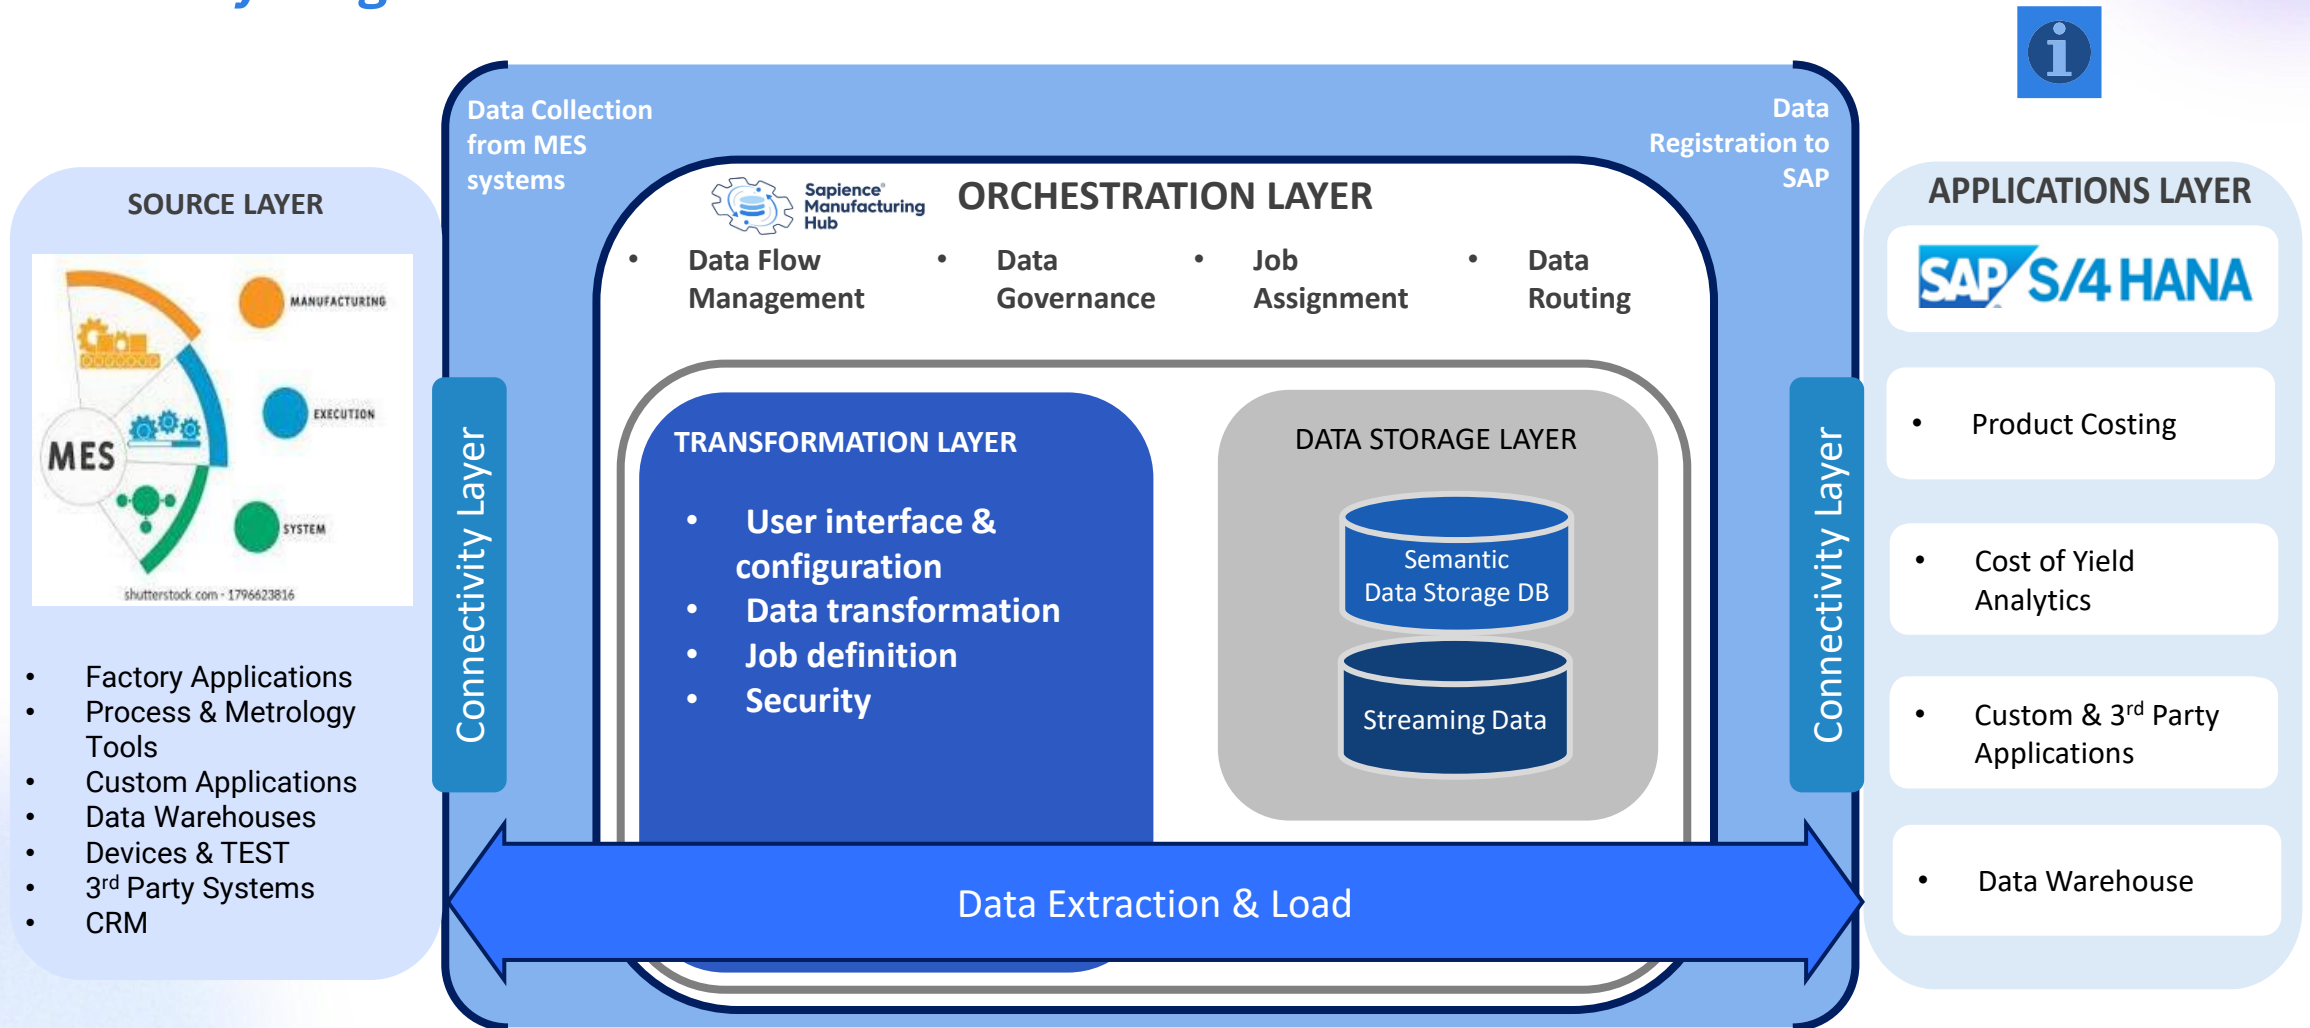 Data Collection
from MES
systems
Data
Registration to
SAP
SOURCE LAYER
MANUFACTURING
EXECUTION
SYSTEM
MES
shutterstock.com · 1796623816
• Factory Applications
• Process & Metrology
Tools
• Custom Applications
• Data Warehouses
• Devices & TEST
• 3rd Party Systems
• CRM
Connectivity Layer
Sapience®
Manufacturing
Hub
ORCHESTRATION LAYER
• Data Flow
Management
• Data
Governance
• Job
Assignment
• Data
Routing
TRANSFORMATION LAYER
• User interface &
configuration
• Data transformation
• Job definition
• Security
DATA STORAGE LAYER
Semantic
Data Storage DB
Streaming Data
Data Extraction & Load
Connectivity Layer
APPLICATIONS LAYER
SAP S/4 HANA
• Product Costing
• Cost of Yield
Analytics
• Custom & 3rd Party
Applications
• Data Warehouse
i